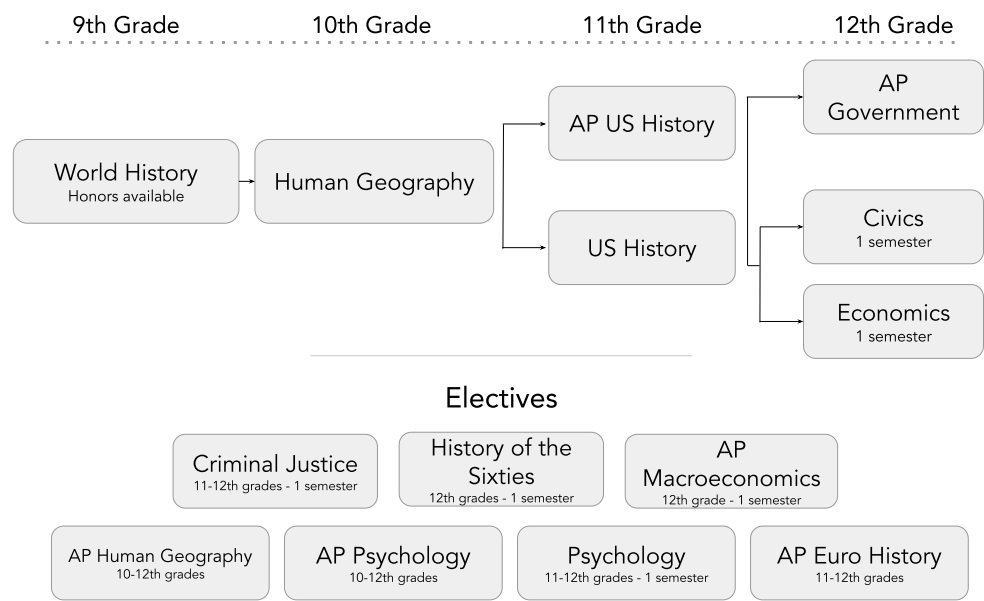 9th Grade
10th Grade
11th Grade
12th Grade
World History
Honors available
Human Geography
AP US History
US History
AP
Government
Civics
1 semester
Economics
1 semester
Electives
Criminal Justice
11-12th grades - 1 semester
History of the
Sixties
12th grades - 1 semester
AP
Macroeconomics
12th grade - 1 semester
AP Human Geography
10-12th grades
AP Psychology
10-12th grades
Psychology
11-12th grades - 1 semester
AP Euro History
11-12th grades